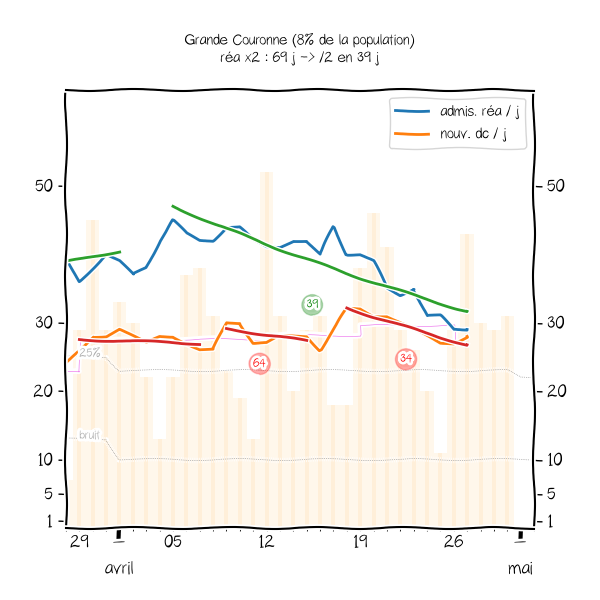 Grande Couronne (8% de la population)
réa x2 : 69 j -> /2 en 39 j
admis. réa / j
nouv. dc / j
50 50
39
30 30
25%
64 34
20 20
bruit
10 10
5 5
1 1
29 1 05 12 19 26 1
avril mai